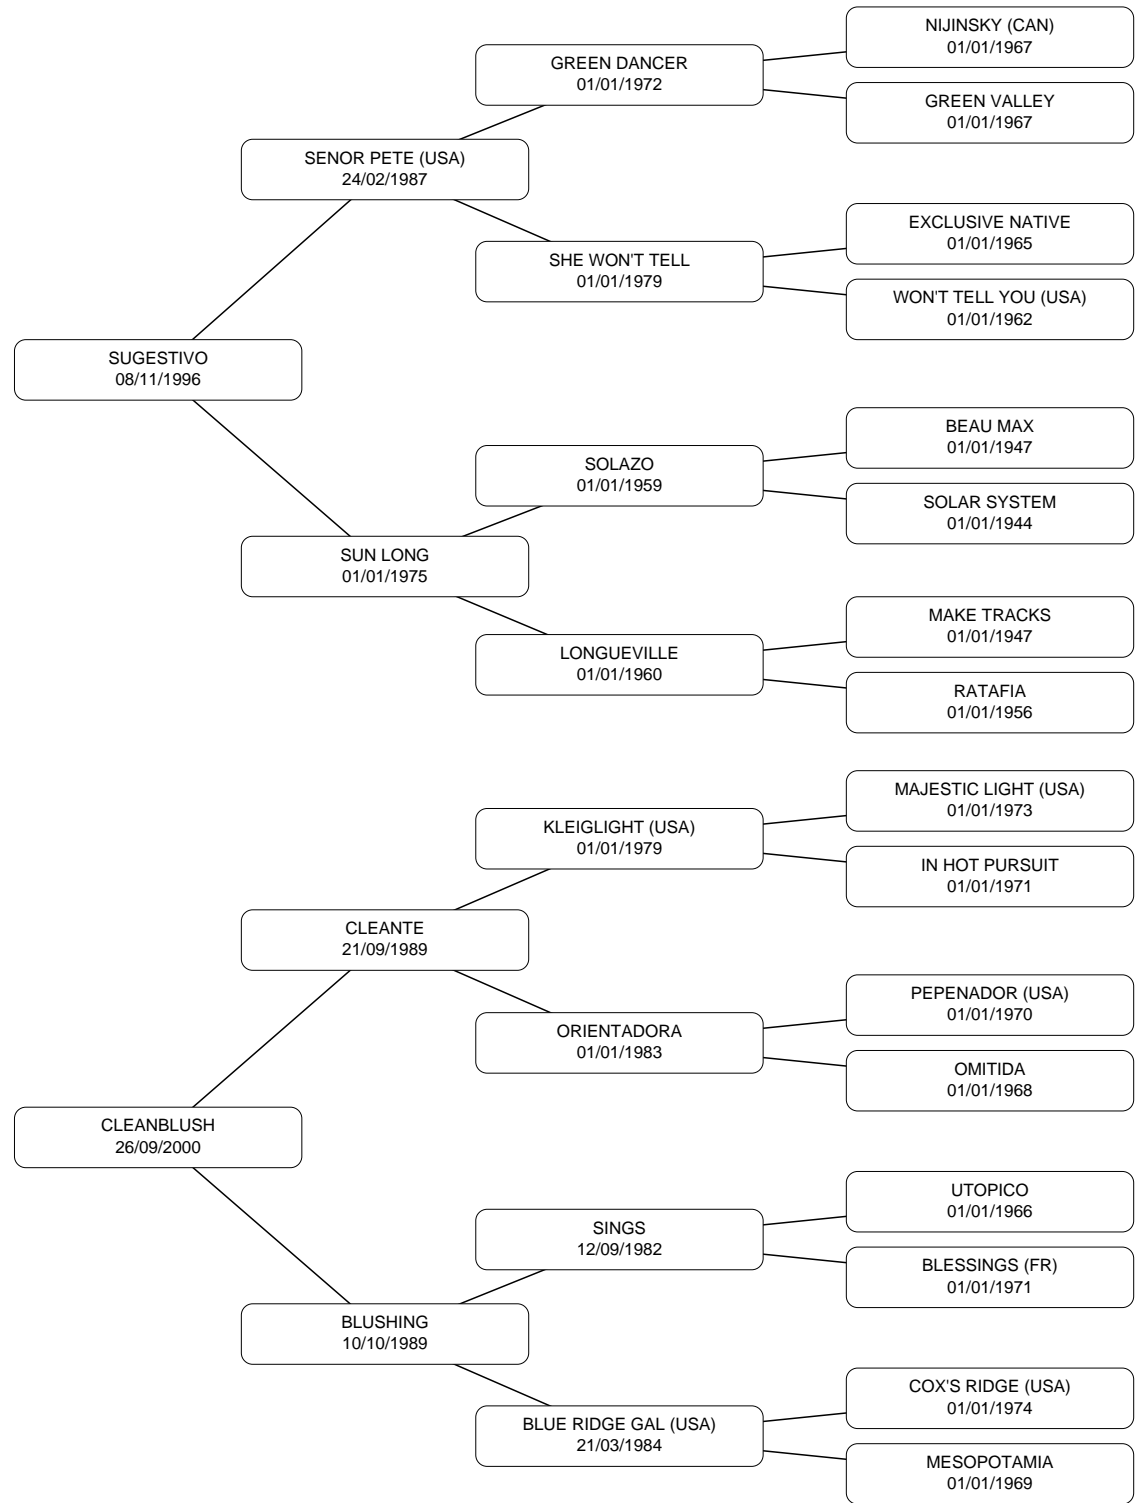 NIJINSKY (CAN)
01/01/1967
GREEN DANCER
01/01/1972
GREEN VALLEY
01/01/1967
SENOR PETE (USA)
24/02/1987
EXCLUSIVE NATIVE
01/01/1965
SHE WON'T TELL
01/01/1979
WON'T TELL YOU (USA)
01/01/1962
SUGESTIVO
08/11/1996
BEAU MAX
01/01/1947
SOLAZO
01/01/1959
SOLAR SYSTEM
01/01/1944
SUN LONG
01/01/1975
MAKE TRACKS
01/01/1947
LONGUEVILLE
01/01/1960
RATAFIA
01/01/1956
MAJESTIC LIGHT (USA)
01/01/1973
KLEIGLIGHT (USA)
01/01/1979
IN HOT PURSUIT
01/01/1971
CLEANTE
21/09/1989
PEPENADOR (USA)
01/01/1970
ORIENTADORA
01/01/1983
OMITIDA
01/01/1968
CLEANBLUSH
26/09/2000
UTOPICO
01/01/1966
SINGS
12/09/1982
BLESSINGS (FR)
01/01/1971
BLUSHING
10/10/1989
COX'S RIDGE (USA)
01/01/1974
BLUE RIDGE GAL (USA)
21/03/1984
MESOPOTAMIA
01/01/1969